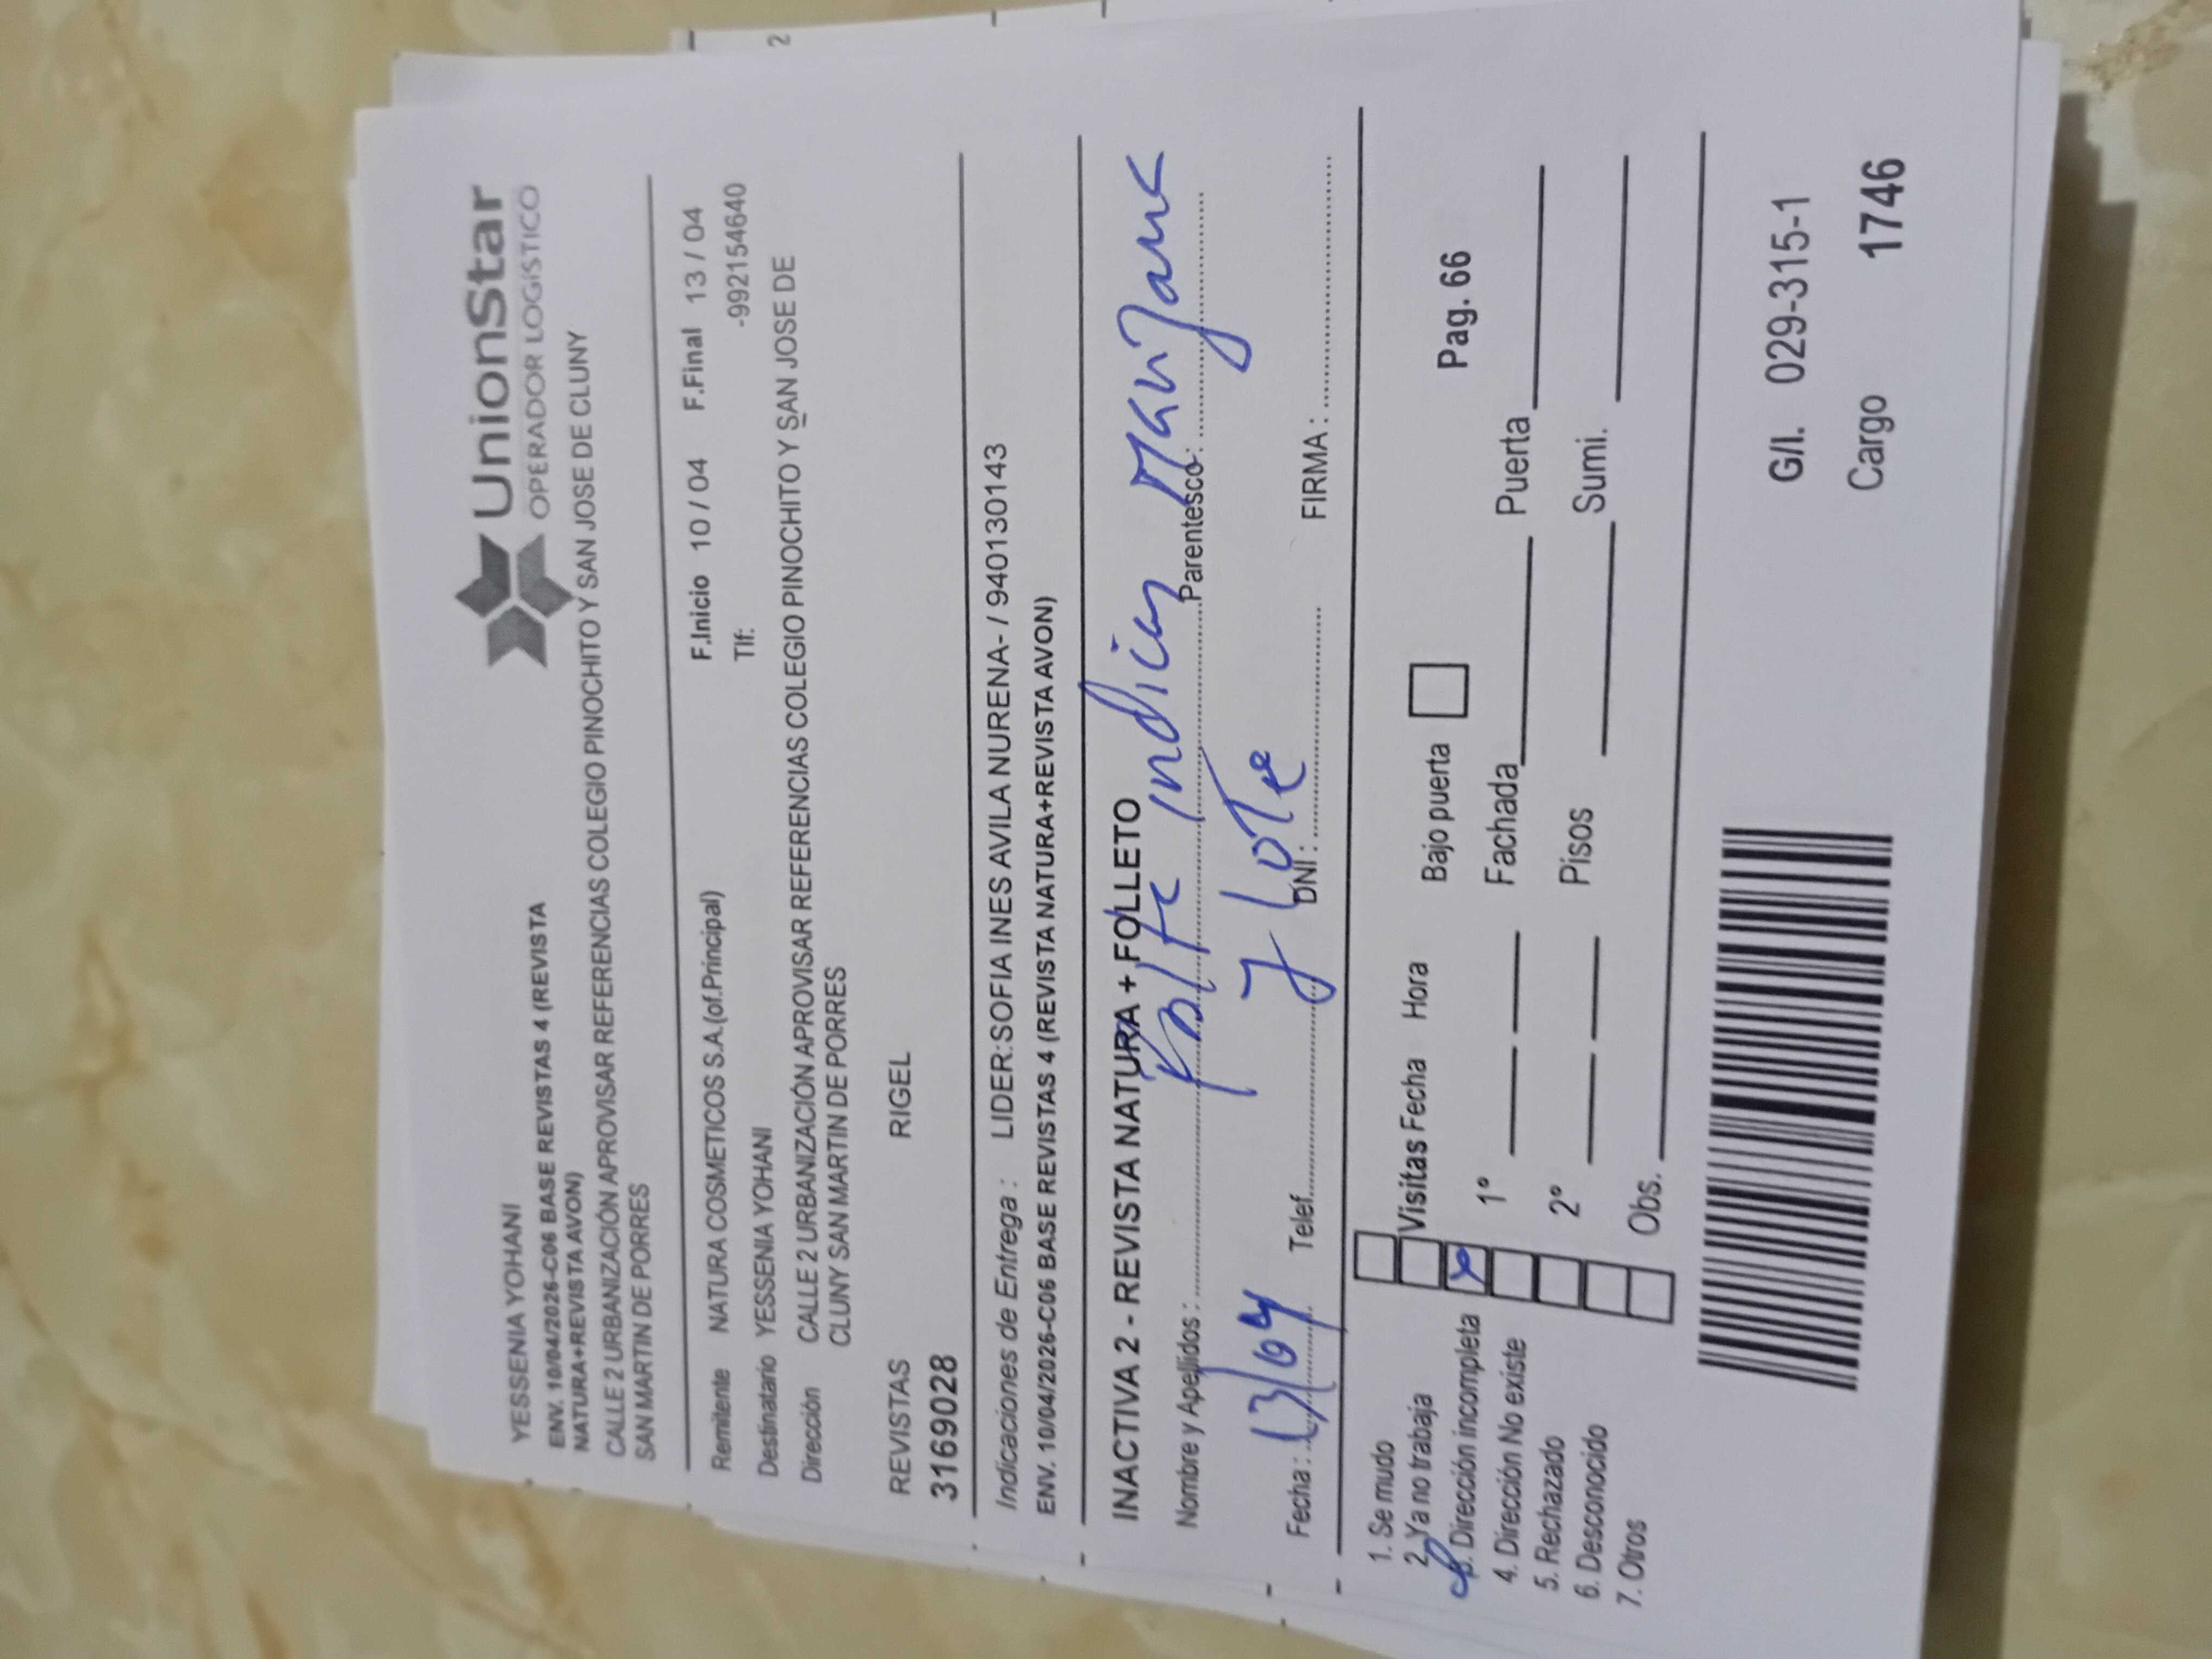 UnionStar
OPERADOR LOGÍSTICO
YESSENIA YOHANI
ENV. 10/04/2026-C06 BASE REVISTAS 4 (REVISTA
NATURA+REVISTA AVON)
CALLE 2 URBANIZACIÓN APROVISAR REFERENCIAS COLEGIO PINOCHITO Y SAN JOSE DE CLUNY
SAN MARTIN DE PORRES
2
Remitente NATURA COSMETICOS S.A.(of.Principal) F.Inicio 10 / 04 F.Final 13 / 04
Destinatario YESSENIA YOHANI Tlf: -992154640
Dirección CALLE 2 URBANIZACIÓN APROVISAR REFERENCIAS COLEGIO PINOCHITO Y SAN JOSE DE
CLUNY SAN MARTIN DE PORRES
REVISTAS RIGEL
3169028
Indicaciones de Entrega : LIDER:SOFIA INES AVILA NURENA- / 940130143
ENV. 10/04/2026-C06 BASE REVISTAS 4 (REVISTA NATURA+REVISTA AVON)
INACTIVA 2 - REVISTA NATURA + FOLLETO
Falta indicar Manzana
Nombre y Apellidos : Parentesco :
y Lote
Fecha : 13/04 Telef. DNI : FIRMA :
1. Se mudo
2. Ya no trabaja Visitas Fecha Hora Bajo puerta Pag. 66
3. Dirección incompleta 1° Fachada Puerta
4. Dirección No existe
5. Rechazado 2° Pisos Sumi.
6. Desconocido
7. Otros Obs.
G/I. 029-315-1
Cargo 1746